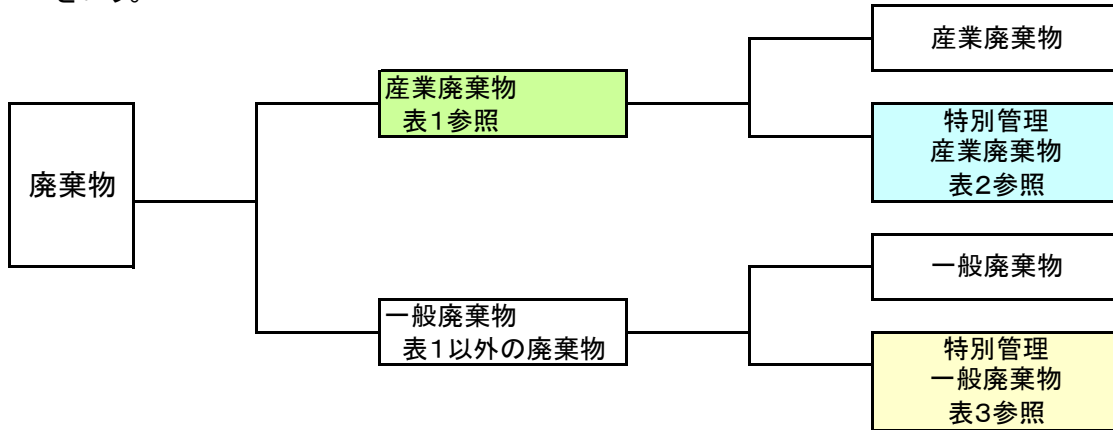 廃棄物
産業廃棄物
表1参照
一般廃棄物
表1以外の廃棄物
産業廃棄物
特別管理
産業廃棄物
表2参照
一般廃棄物
特別管理
一般廃棄物
表3参照